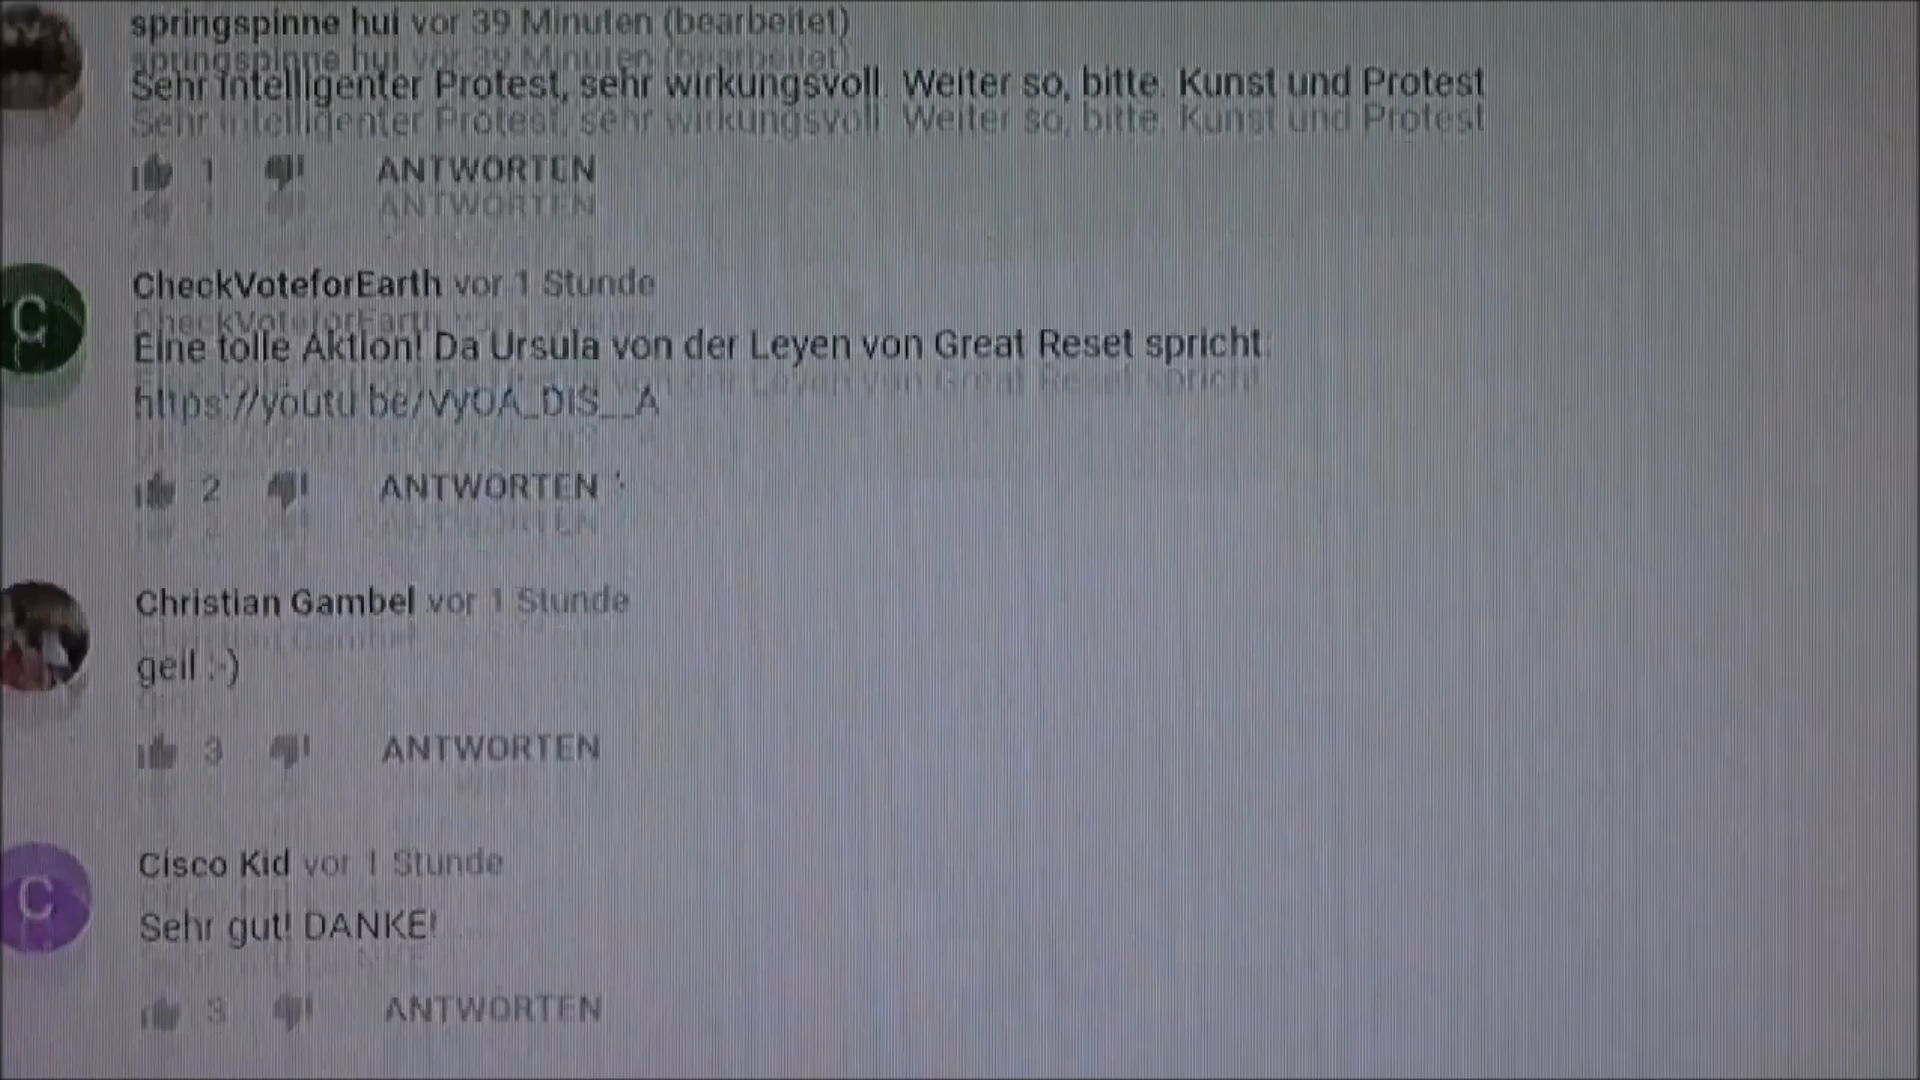 springspinne hui vor 39 Minuten (bearbeitet)
Sehr intelligenter Protest, sehr wirkungsvoll. Weiter so, bitte. Kunst und Protest
1 ANTWORTEN
C
CheckVoteforEarth vor 1 Stunde
Eine tolle Aktion! Da Ursula von der Leyen von Great Reset spricht:
https://youtu.be/VyOA_DIS__A
2 ANTWORTEN
Christian Gambel vor 1 Stunde
geil :-)
3 ANTWORTEN
C
Cisco Kid vor 1 Stunde
Sehr gut! DANKE!
3 ANTWORTEN